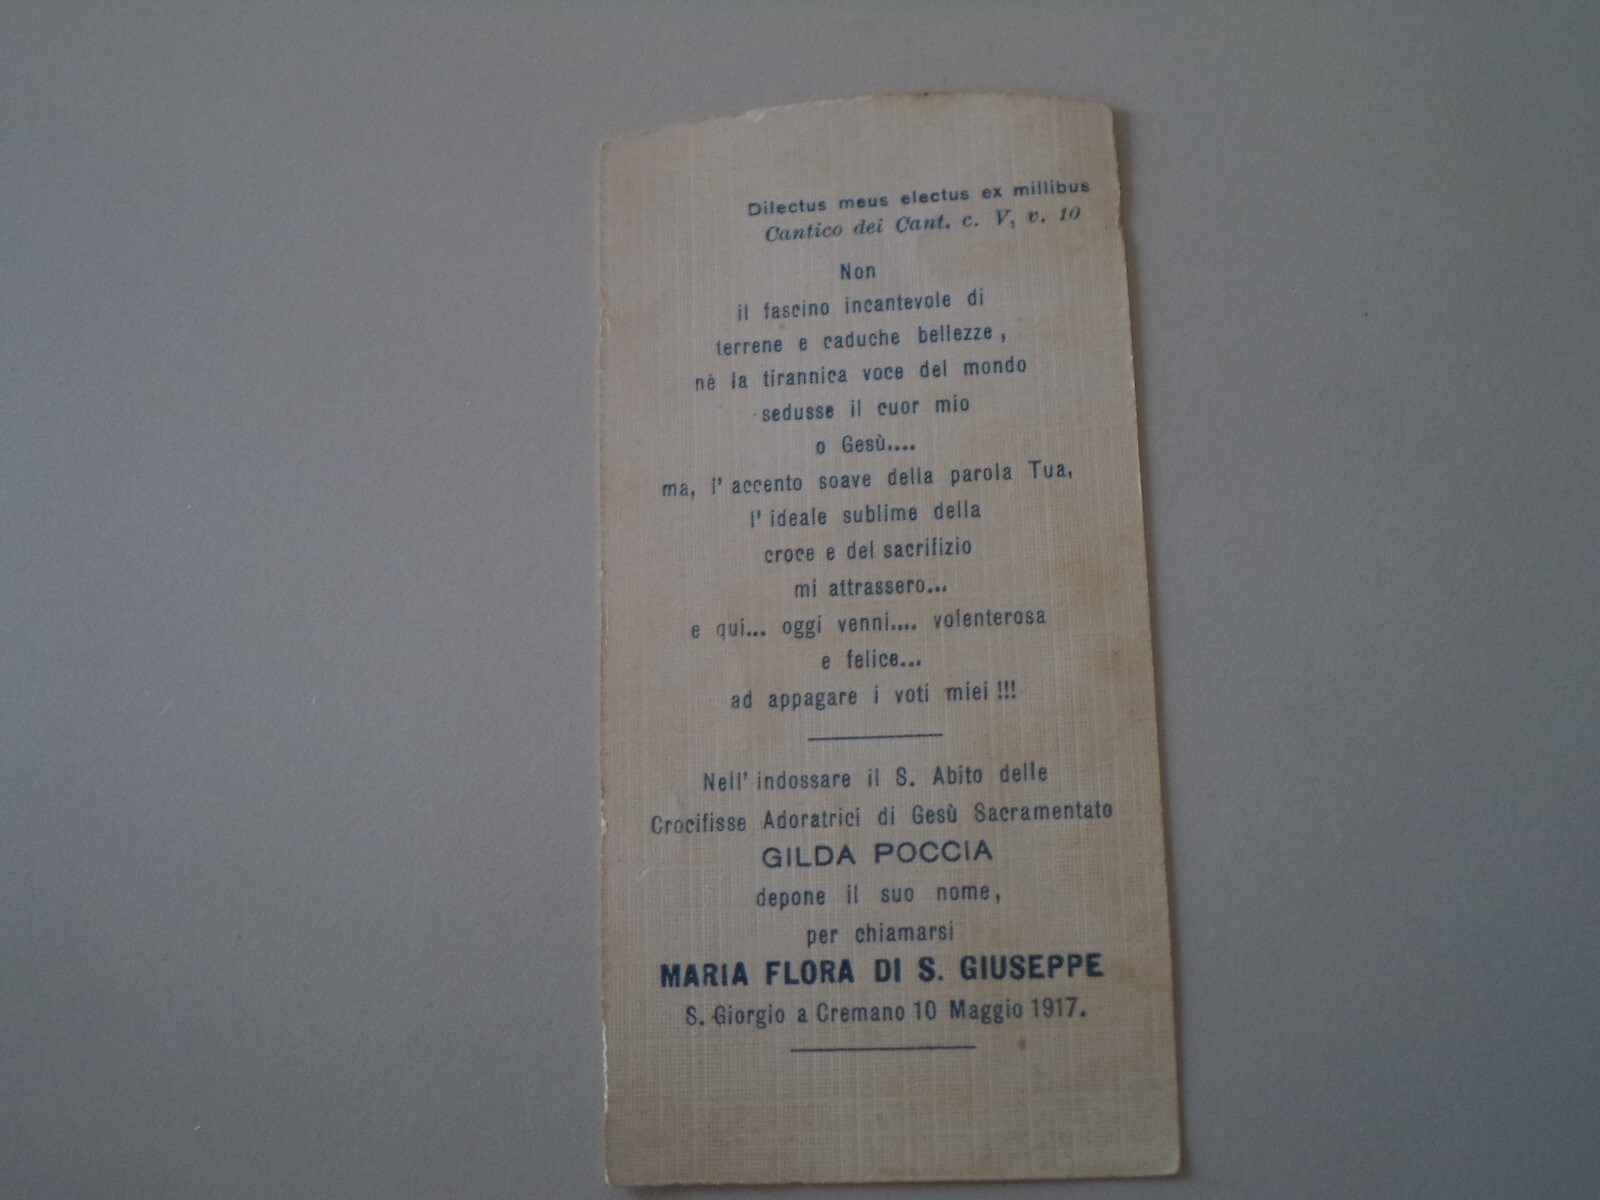 Dilectus meus electus ex millibus
Cantico dei Cant. c. V, v. 10
Non
il fascino incantevole di
terrene e caduche bellezze,
nè la tirannica voce del mondo
sedusse il cuor mio
o Gesù....
ma, l'accento soave della parola Tua,
l'ideale sublime della
croce e del sacrifizio
mi attrassero...
e qui... oggi venni.... volenterosa
e felice...
ad appagare i voti miei!!!
Nell'indossare il S. Abito delle
Crocifisse Adoratrici di Gesù Sacramentato
GILDA POCCIA
depone il suo nome,
per chiamarsi
MARIA FLORA DI S. GIUSEPPE
S. Giorgio a Cremano 10 Maggio 1917.